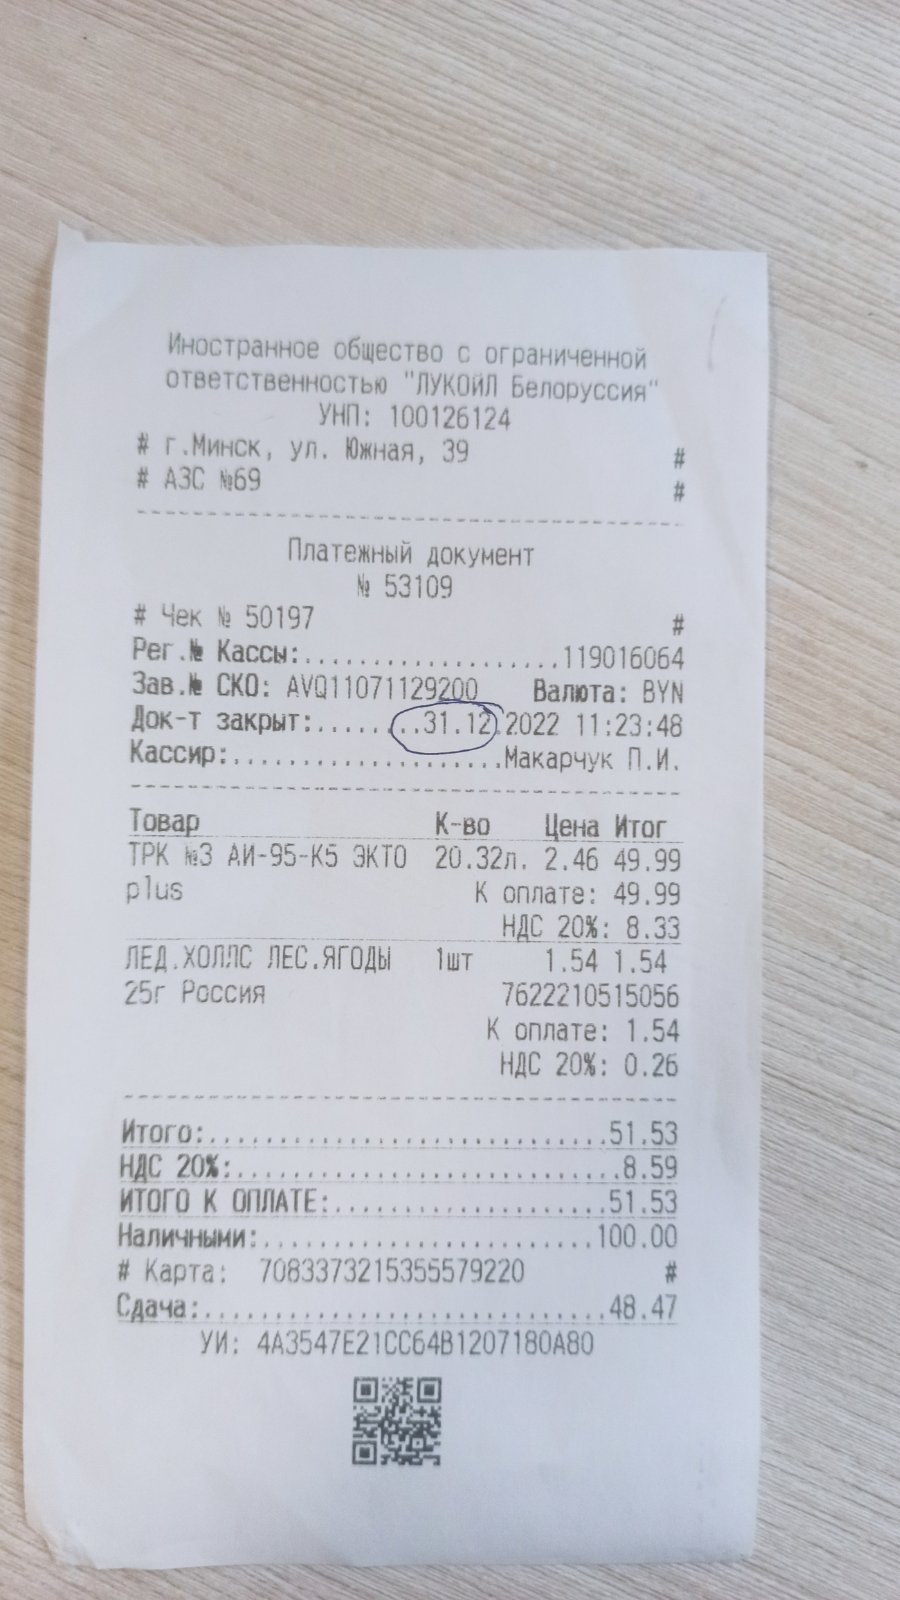 Иностранное общество с ограниченной
ответственностью "ЛУКОйЛ Белоруссия"
УНП: 100126124
# г.Минск, ул. Южная, 39 #
# АЗС №69 #
Платежный документ
№ 53109
# Чек № 50197 #
Рег.№ Кассы:...................119016064
Зав.№ СКО: AVQ11071129200 Валюта: BYN
Док-т закрыт:........31.12.2022 11:23:48
Кассир:....................Макарчук П.И.
Товар К-во Цена Итог
ТРК №3 АИ-95-К5 ЭКТО 20.32л. 2.46 49.99
plus К оплате: 49.99
НДС 20%: 8.33
ЛЕД.ХОЛЛС ЛЕС.ЯГОДЫ 1шт 1.54 1.54
25г Россия 7622210515056
К оплате: 1.54
НДС 20%: 0.26
Итого:.............................51.53
НДС 20%:............................8.59
ИТОГО К ОПЛАТЕ:....................51.53
Наличными:........................100.00
# Карта: 7083373215355579220 #
Сдача:.............................48.47
УИ: 4A3547E21CC64B1207180A80